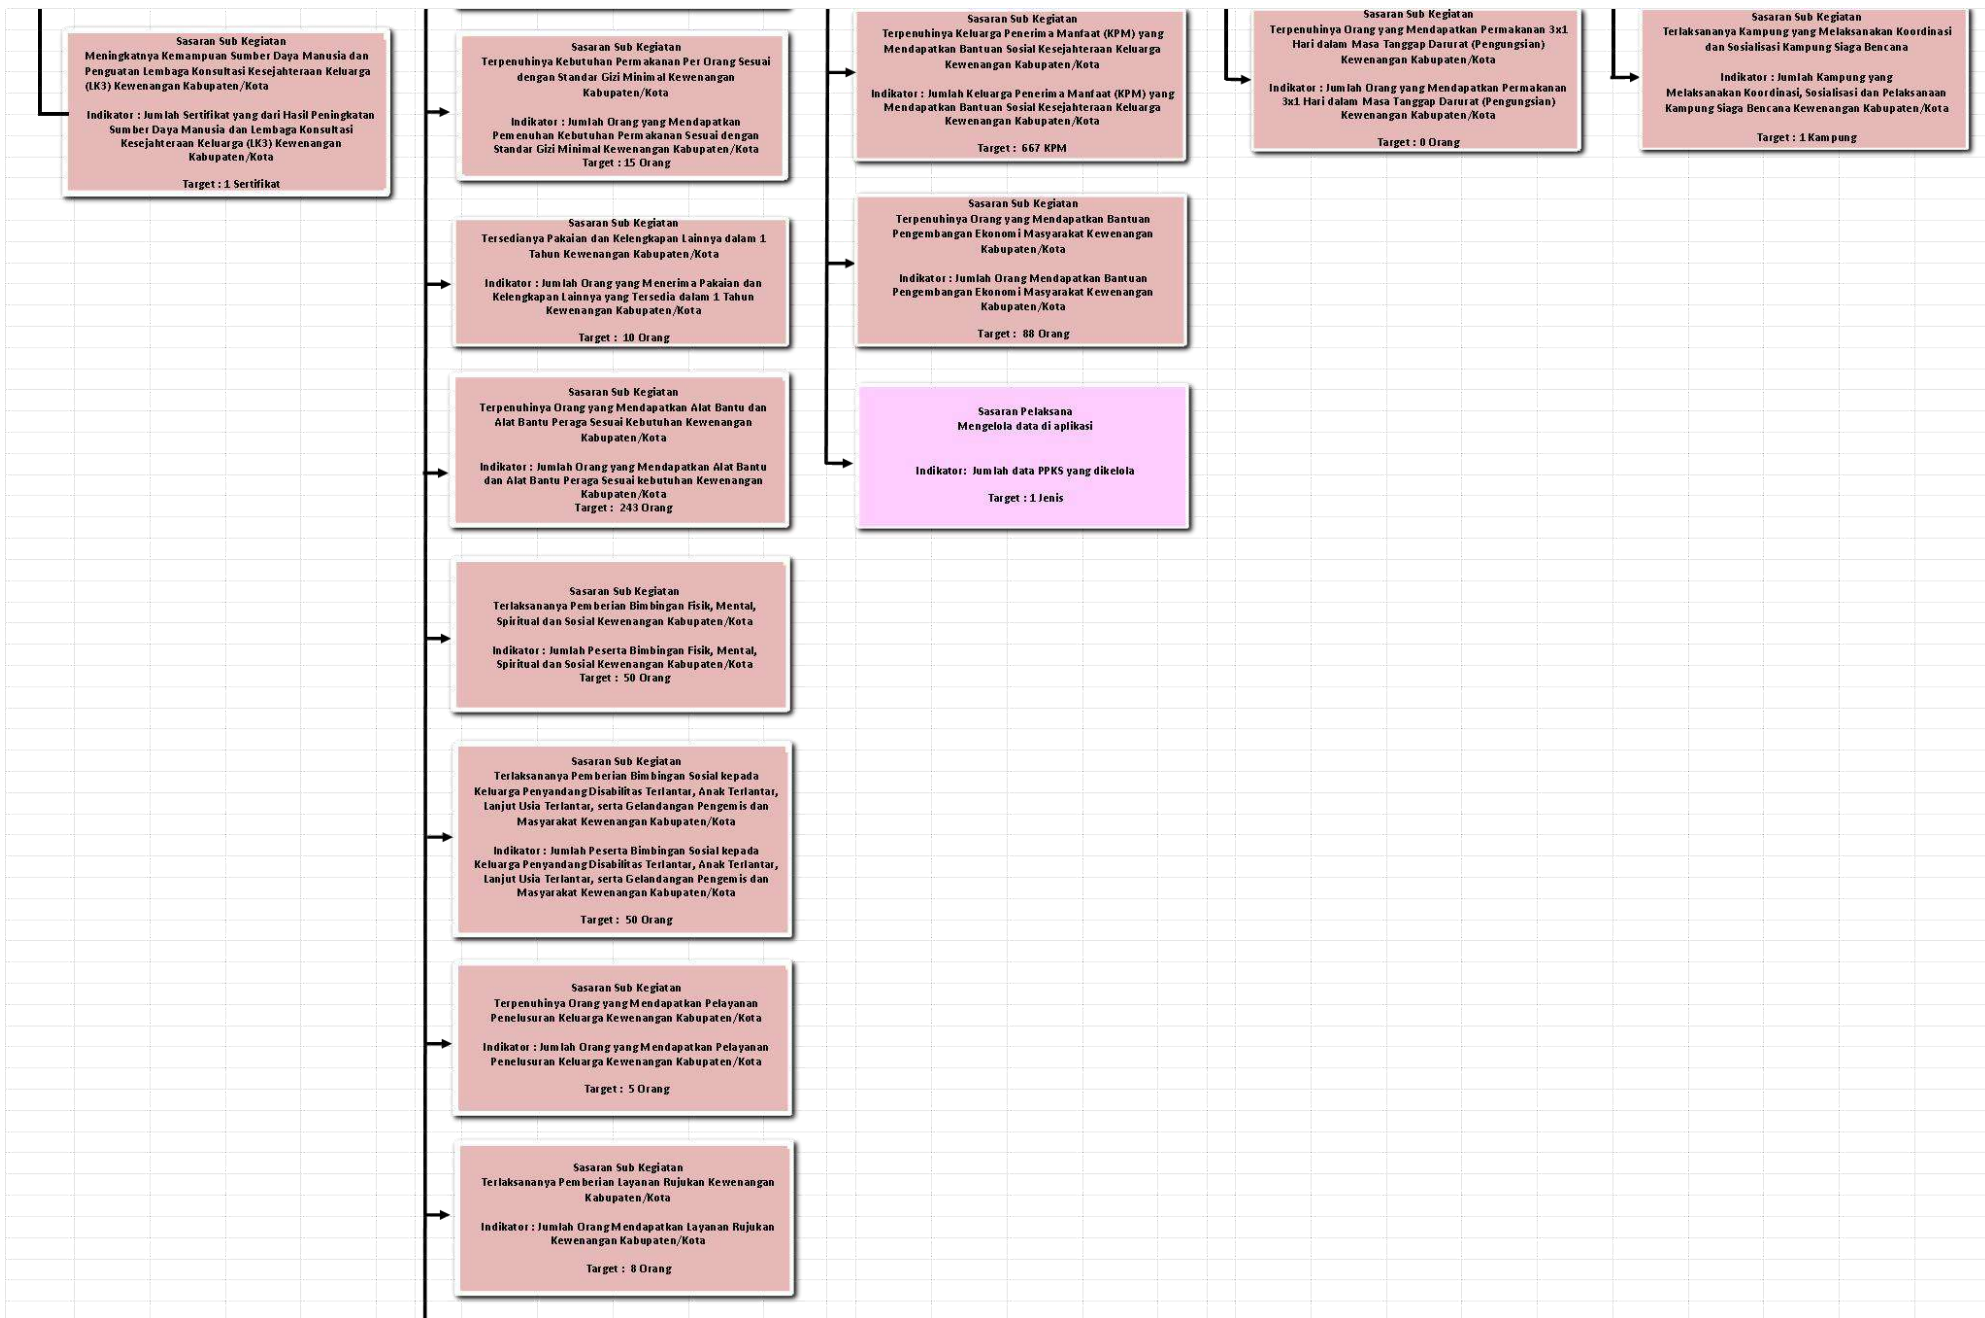 Sasaran Sub Kegiatan
Meningkatnya Kemampuan Sumber Daya Manusia dan
Penguatan Lembaga Konsultasi Kesejahteraan Keluarga
(LK3) Kewenangan Kabupaten/Kota
Indikator : Jumlah Sertifikat yang dari Hasil Peningkatan
Sumber Daya Manusia dan Lembaga Konsultasi
Kesejahteraan Keluarga (LK3) Kewenangan
Kabupaten/Kota
Target : 1 Sertifikat
Sasaran Sub Kegiatan
Terpenuhinya Kebutuhan Permakanan Per Orang Sesuai
dengan Standar Gizi Minimal Kewenangan
Kabupaten/Kota
Indikator : Jumlah Orang yang Mendapatkan
Pemenuhan Kebutuhan Permakanan Sesuai dengan
Standar Gizi Minimal Kewenangan Kabupaten/Kota
Target : 15 Orang
Sasaran Sub Kegiatan
Tersedianya Pakaian dan Kelengkapan Lainnya dalam 1
Tahun Kewenangan Kabupaten/Kota
Indikator : Jumlah Orang yang Menerima Pakaian dan
Kelengkapan Lainnya yang Tersedia dalam 1 Tahun
Kewenangan Kabupaten/Kota
Target : 10 Orang
Sasaran Sub Kegiatan
Terpenuhinya Orang yang Mendapatkan Alat Bantu dan
Alat Bantu Peraga Sesuai Kebutuhan Kewenangan
Kabupaten/Kota
Indikator : Jumlah Orang yang Mendapatkan Alat Bantu
dan Alat Bantu Peraga Sesuai kebutuhan Kewenangan
Kabupaten/Kota
Target : 243 Orang
Sasaran Sub Kegiatan
Terlaksananya Pemberian Bimbingan Fisik, Mental,
Spiritual dan Sosial Kewenangan Kabupaten/Kota
Indikator : Jumlah Peserta Bimbingan Fisik, Mental,
Spiritual dan Sosial Kewenangan Kabupaten/Kota
Target : 50 Orang
Sasaran Sub Kegiatan
Terlaksananya Pemberian Bimbingan Sosial kepada
Keluarga Penyandang Disabilitas Terlantar, Anak Terlantar,
Lanjut Usia Terlantar, serta Gelandangan Pengemis dan
Masyarakat Kewenangan Kabupaten/Kota
Indikator : Jumlah Peserta Bimbingan Sosial kepada
Keluarga Penyandang Disabilitas Terlantar, Anak Terlantar,
Lanjut Usia Terlantar, serta Gelandangan Pengemis dan
Masyarakat Kewenangan Kabupaten/Kota
Target : 50 Orang
Sasaran Sub Kegiatan
Terpenuhinya Orang yang Mendapatkan Pelayanan
Penelusuran Keluarga Kewenangan Kabupaten/Kota
Indikator : Jumlah Orang yang Mendapatkan Pelayanan
Penelusuran Keluarga Kewenangan Kabupaten/Kota
Target : 5 Orang
Sasaran Sub Kegiatan
Terlaksananya Pemberian Layanan Rujukan Kewenangan
Kabupaten/Kota
Indikator : Jumlah Orang Mendapatkan Layanan Rujukan
Kewenangan Kabupaten/Kota
Target : 8 Orang
Sasaran Sub Kegiatan
Terpenuhinya Keluarga Penerima Manfaat (KPM) yang
Mendapatkan Bantuan Sosial Kesejahteraan Keluarga
Kewenangan Kabupaten/Kota
Indikator : Jumlah Keluarga Penerima Manfaat (KPM) yang
Mendapatkan Bantuan Sosial Kesejahteraan Keluarga
Kewenangan Kabupaten/Kota
Target : 667 KPM
Sasaran Sub Kegiatan
Terpenuhinya Orang yang Mendapatkan Bantuan
Pengembangan Ekonomi Masyarakat Kewenangan
Kabupaten/Kota
Indikator : Jumlah Orang Mendapatkan Bantuan
Pengembangan Ekonomi Masyarakat Kewenangan
Kabupaten/Kota
Target : 88 Orang
Sasaran Pelaksana
Mengelola data di aplikasi
Indikator: Jumlah data PPKS yang dikelola
Target : 1 Jenis
Sasaran Sub Kegiatan
Terpenuhinya Orang yang Mendapatkan Permakanan 3x1
Hari dalam Masa Tanggap Darurat (Pengungsian)
Kewenangan Kabupaten/Kota
Indikator : Jumlah Orang yang Mendapatkan Permakanan
3x1 Hari dalam Masa Tanggap Darurat (Pengungsian)
Kewenangan Kabupaten/Kota
Target : 0 Orang
Sasaran Sub Kegiatan
Terlaksananya Kampung yang Melaksanakan Koordinasi
dan Sosialisasi Kampung Siaga Bencana
Indikator : Jumlah Kampung yang
Melaksanakan Koordinasi, Sosialisasi dan Pelaksanaan
Kampung Siaga Bencana Kewenangan Kabupaten/Kota
Target : 1 Kampung